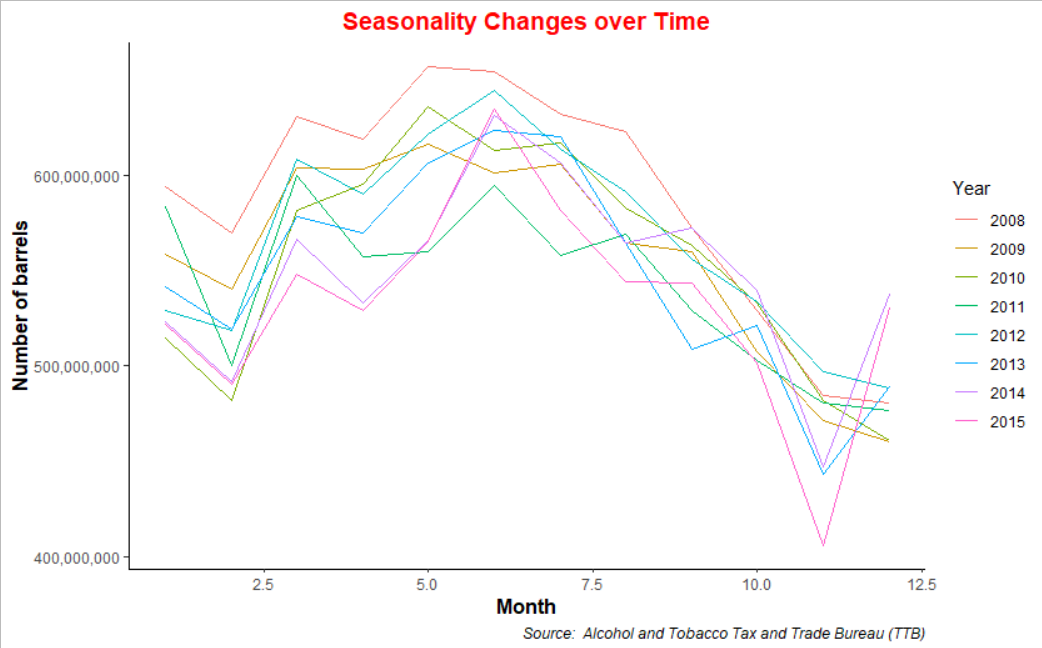 Seasonality Changes over Time
Number of barrels
600,000,000
500,000,000
400,000,000
2.5 5.0 7.5 10.0 12.5
Month
Year
2008
2009
2010
2011
2012
2013
2014
2015
Source: Alcohol and Tobacco Tax and Trade Bureau (TTB)